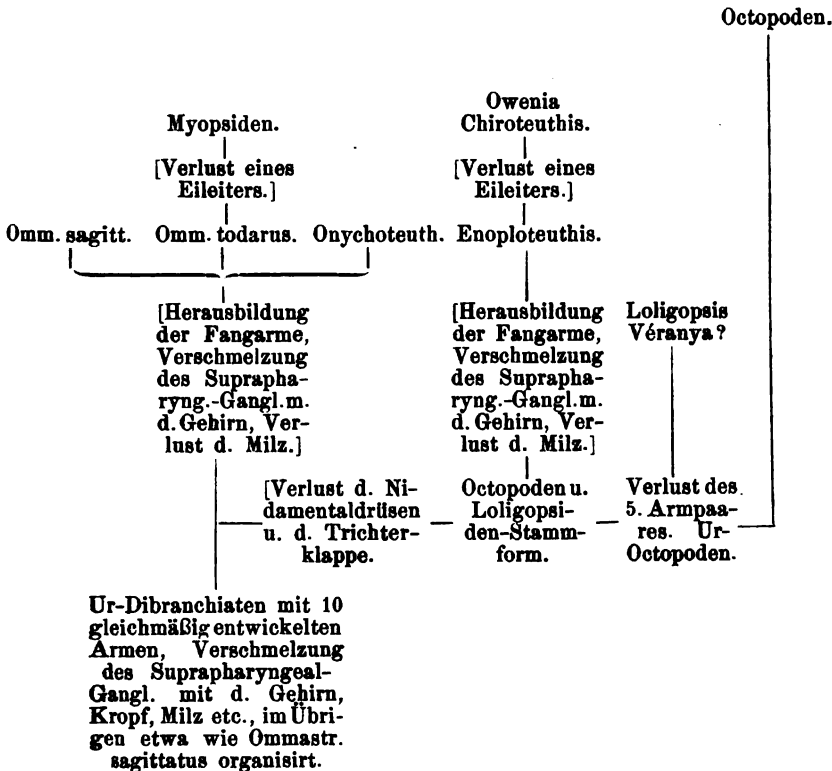 Octopoden.
Owenia
Myopsiden. Chiroteuthis.
[Verlust eines [Verlust eines
Eileiters.] Eileiters.]
Omm. sagitt. Omm. todarus. Onychoteuth. Enoploteuthis.
[Herausbildung
der Fangarme,
Verschmelzung
des Suprapha-
ryng.-Gangl. m.
d. Gehirn, Ver-
lust d. Milz.]
[Herausbildung
der Fangarme,
Verschmelzung
des Suprapha-
ryng.-Gangl. m.
d. Gehirn, Ver-
lust d. Milz.]
Loligopsis
Véranya?
[Verlust d. Ni-
damentaldrüsen
u. d. Trichter-
klappe.
Octopoden u.
Loligopsi-
den-Stamm-
form.
Verlust des
5. Armpaa-
res. Ur-
Octopoden.
Ur-Dibranchiaten mit 10
gleichmäßig entwickelten
Armen, Verschmelzung
des Suprapharyngeal-
Gangl. mit d. Gehirn,
Kropf, Milz etc., im Übri-
gen etwa wie Ommastr.
sagittatus organisirt.